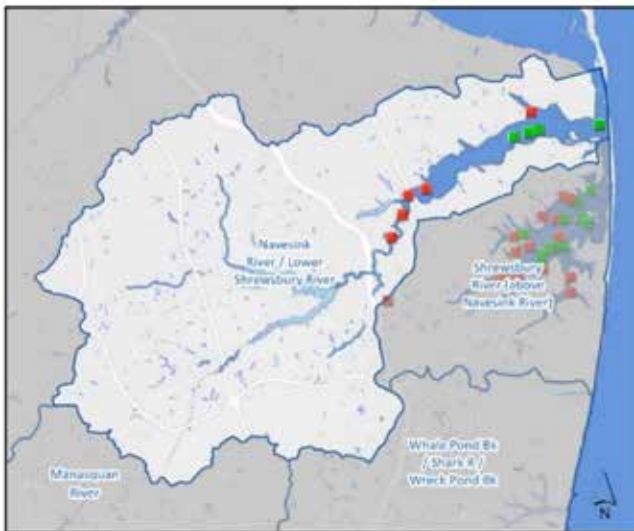 Navesink
River / Lower
Shrewsbury River
Shrewsbury
River (above
Navesink River)
Whale Pond Bk
/ Shark R /
Wreck Pond Bk
Manasquan
River
N